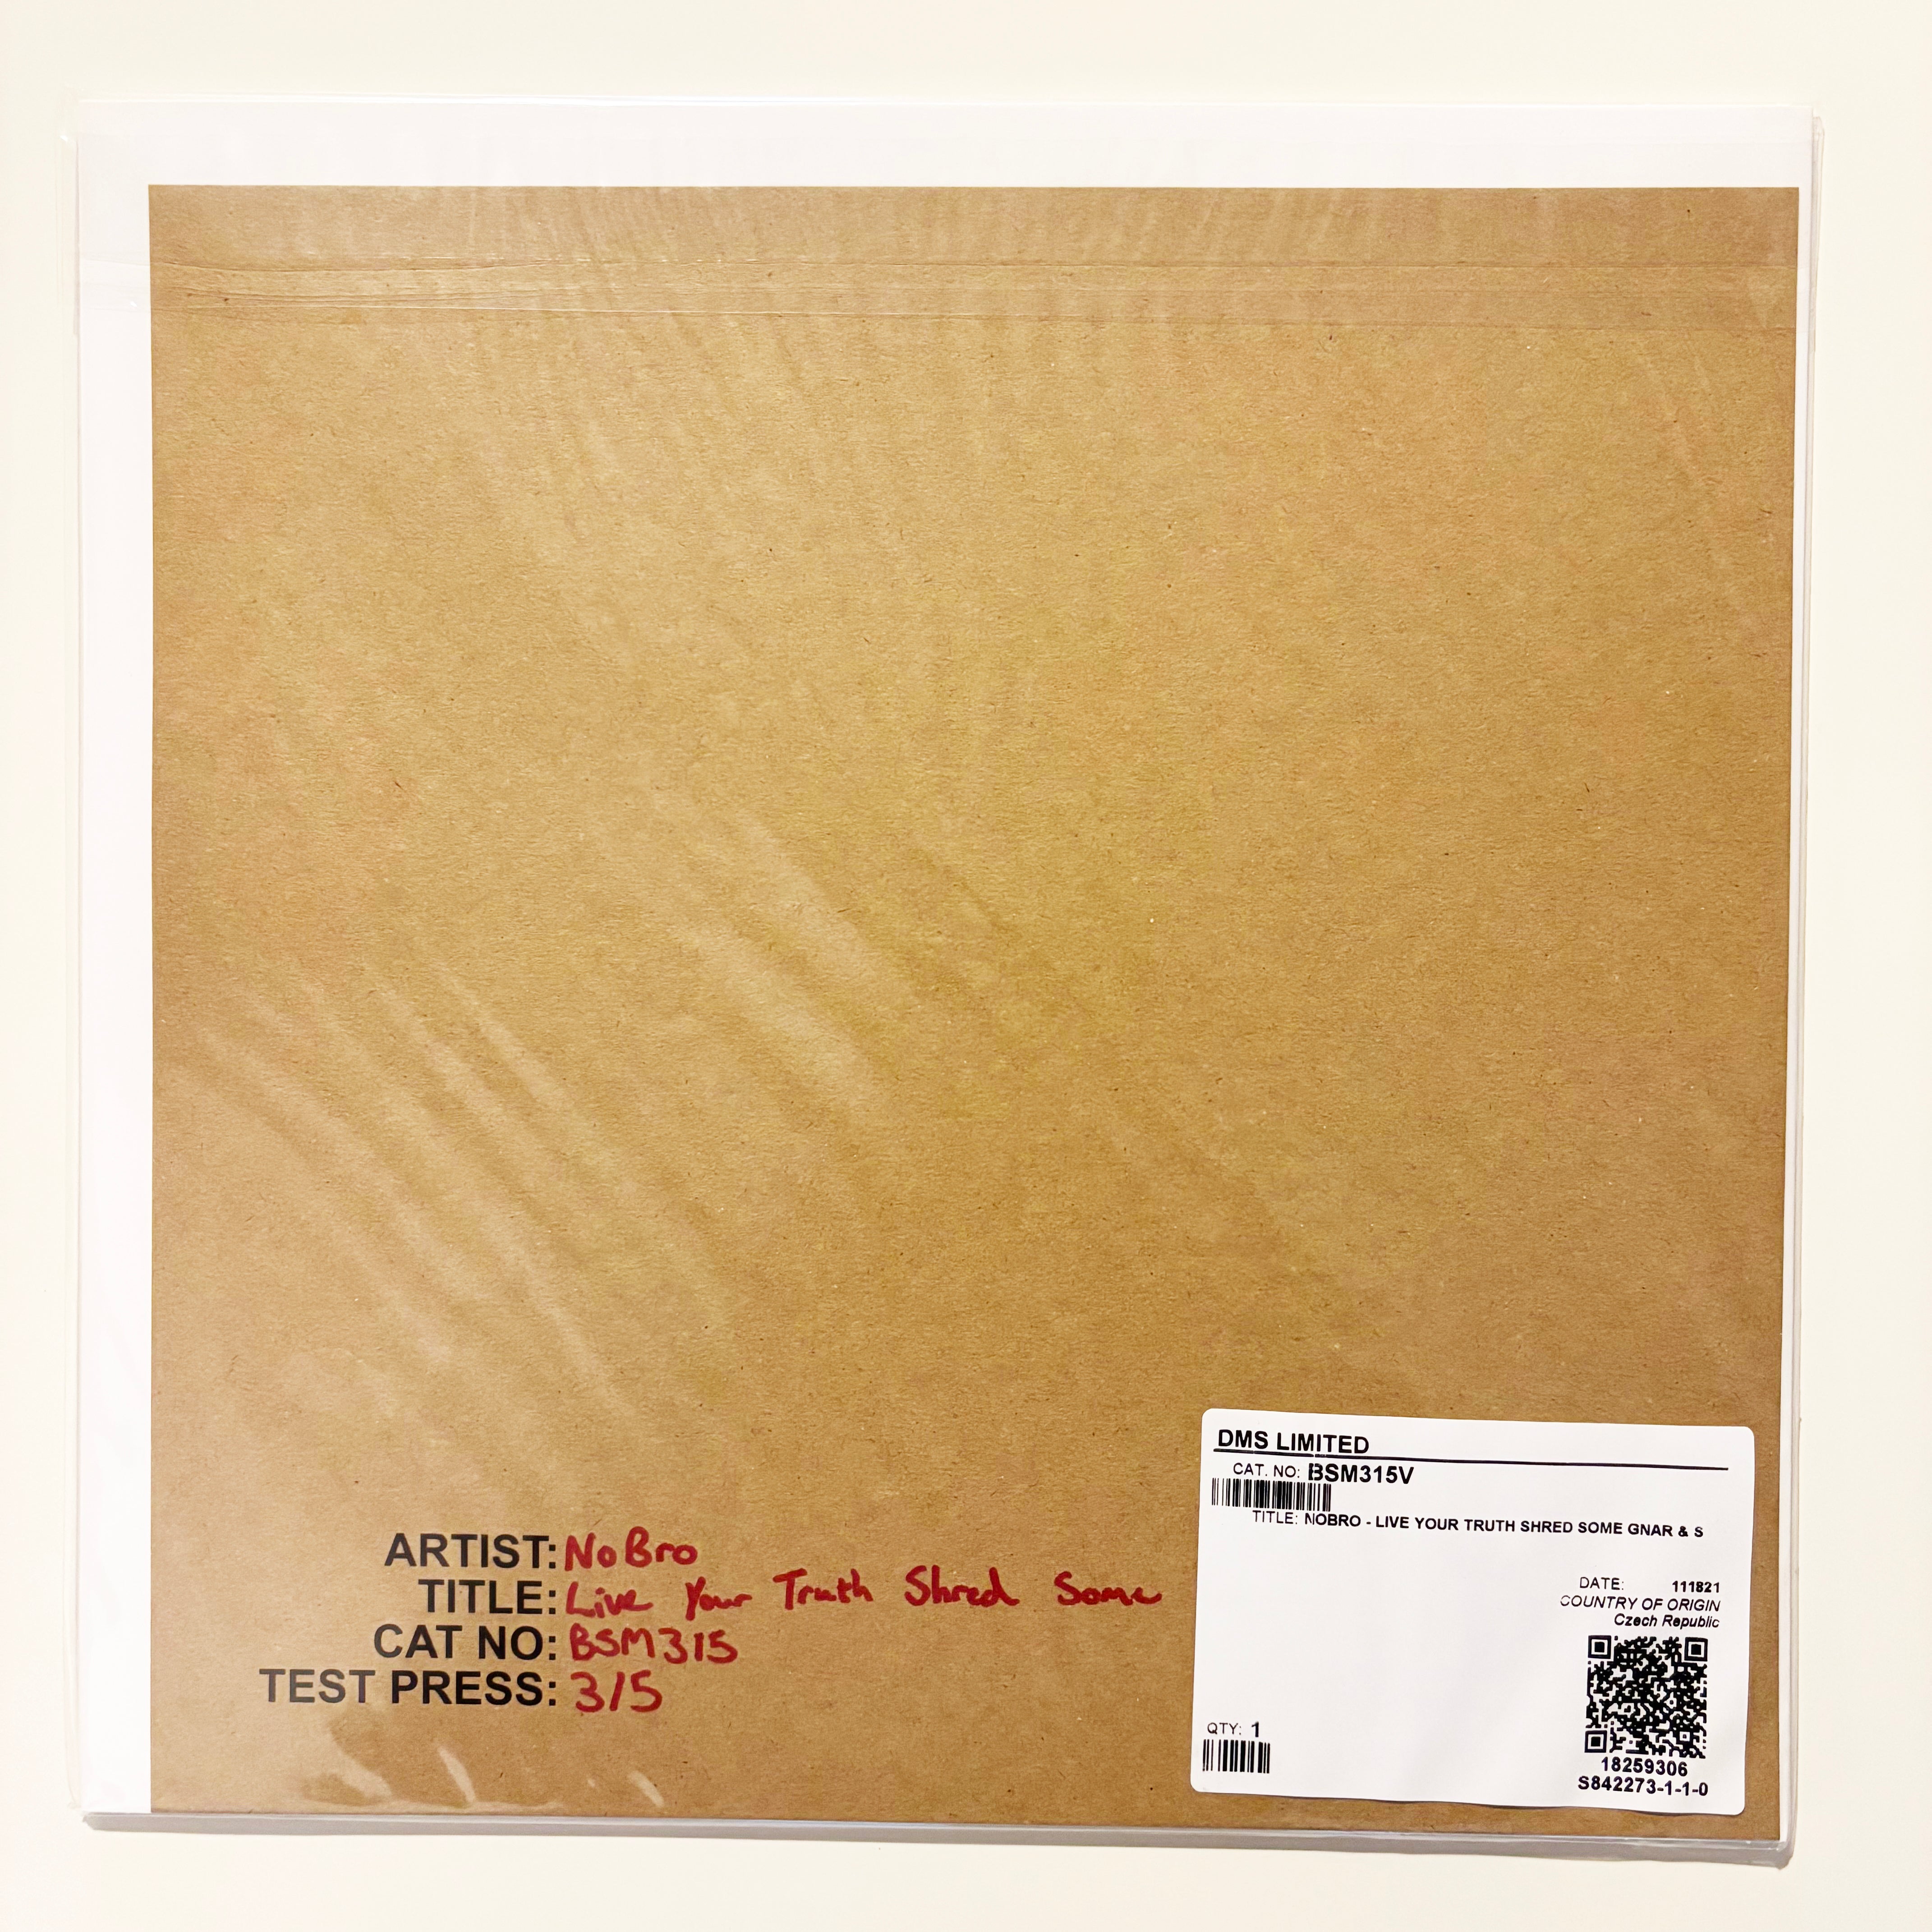 ARTIST: NoBro
TITLE: Live Your Truth Shred Some
CAT NO: BSM315
TEST PRESS: 3/5
DMS LIMITED
CAT. NO: BSM315V
TITLE: NOBRO - LIVE YOUR TRUTH SHRED SOME GNAR & S
DATE: 111821
COUNTRY OF ORIGIN
Czech Republic
QTY: 1
18259306
S842273-1-1-0